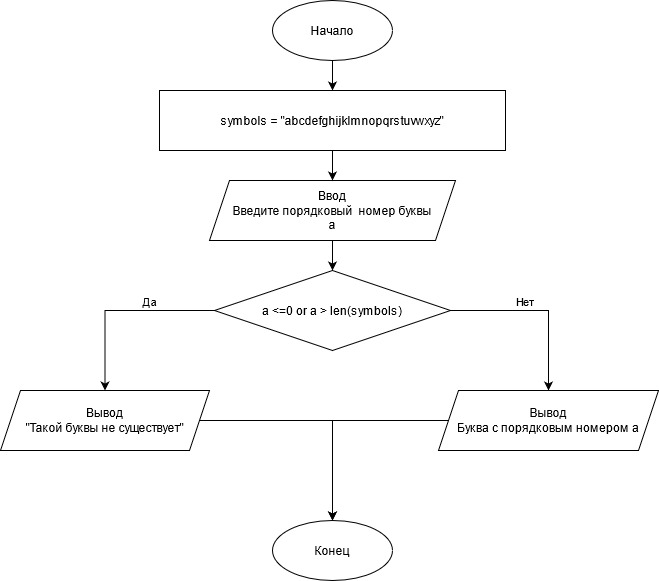 Начало
symbols = "abcdefghijklmnopqrstuvwxyz"
Ввод
Введите порядковый номер буквы
a
a <=0 or a > len(symbols)
Да
Нет
Вывод
"Такой буквы не существует"
Вывод
Буква с порядковым номером a
Конец